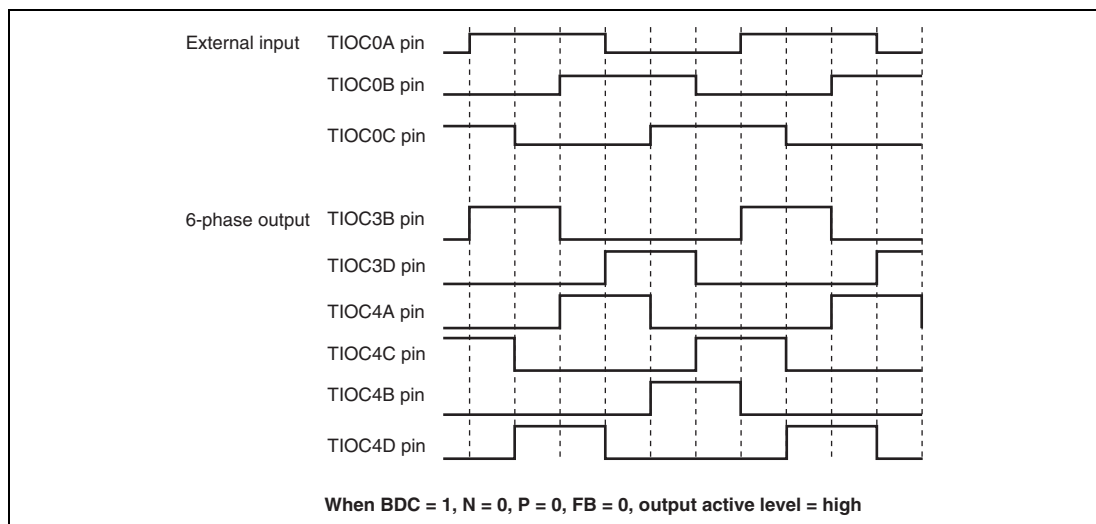 External input TIOC0A pin
TIOC0B pin
TIOC0C pin
6-phase output TIOC3B pin
TIOC3D pin
TIOC4A pin
TIOC4C pin
TIOC4B pin
TIOC4D pin
When BDC = 1, N = 0, P = 0, FB = 0, output active level = high